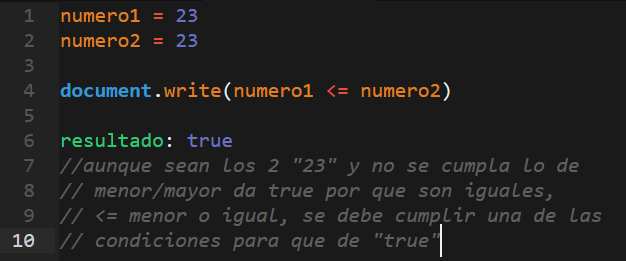 1 numero1 = 23
2 numero2 = 23
3
4 document.write(numero1 <= numero2)
5
6 resultado: true
7 //aunque sean los 2 "23" y no se cumpla lo de
8 // menor/mayor da true por que son iguales,
9 // <= menor o igual, se debe cumplir una de las
10 // condiciones para que de "true"